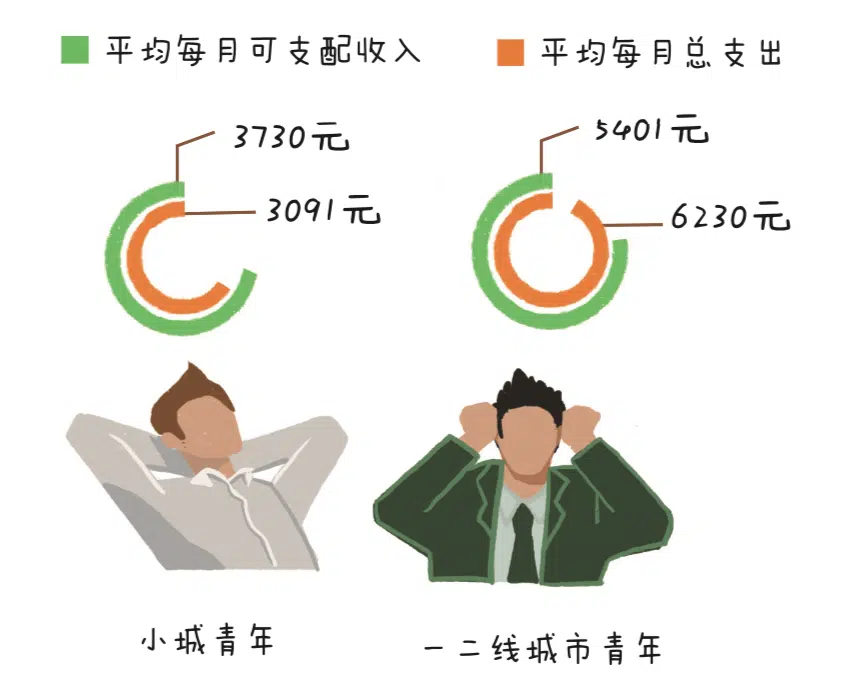 平均每月可支配收入
平均每月总支出
3730元
3091元
5401元
6230元
小城青年
一二线城市青年